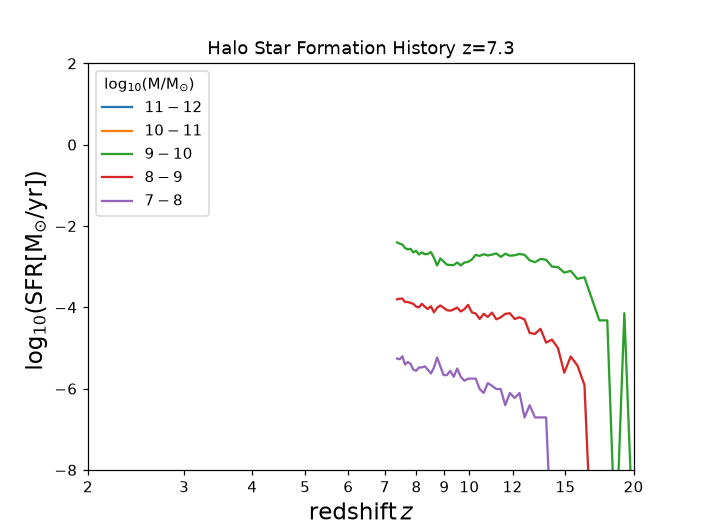 Halo Star Formation History z=7.3
log₁₀(M/M☉)
11 − 12
10 − 11
9 − 10
8 − 9
7 − 8
log₁₀(SFR[M☉/yr])
2
0
−2
−4
−6
−8
2 3 4 5 6 7 8 9 10 12 15 20
redshift z